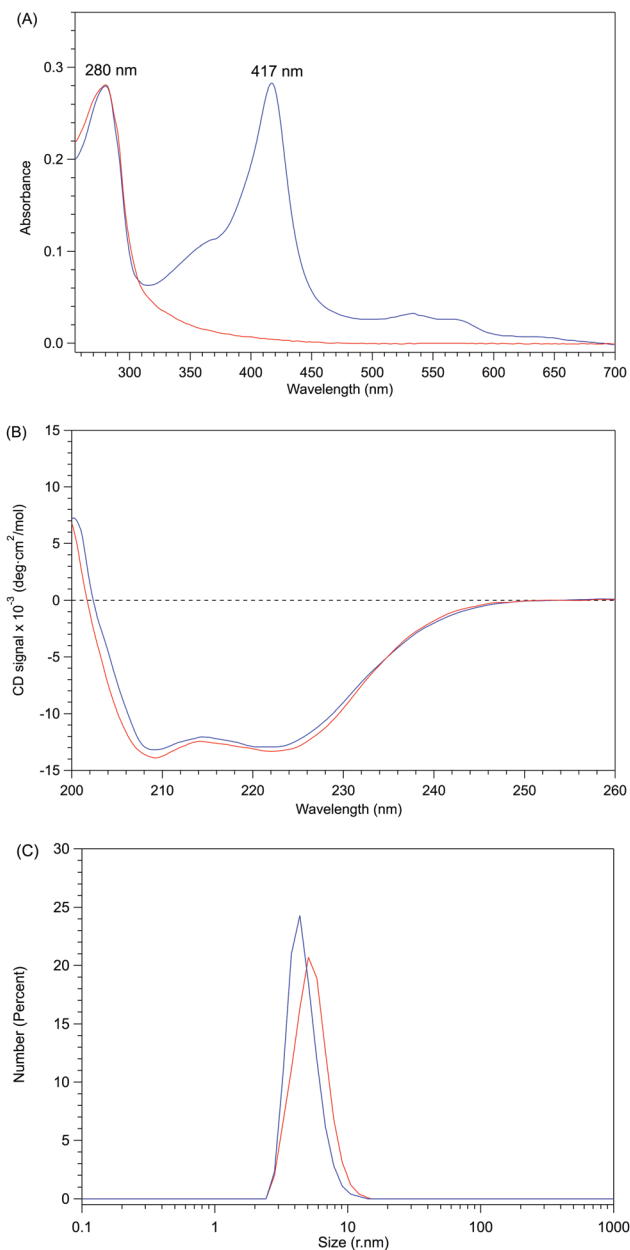 (A)
280 nm
417 nm
0.3
0.2
0.1
0.0
Absorbance
300 350 400 450 500 550 600 650 700
Wavelength (nm)
(B)
15
10
5
0
-5
-10
-15
CD signal x 10⁻³ (deg·cm²/mol)
200 210 220 230 240 250 260
Wavelength (nm)
(C)
30
25
20
15
10
5
0
Number (Percent)
0.1 1 10 100 1000
Size (r.nm)